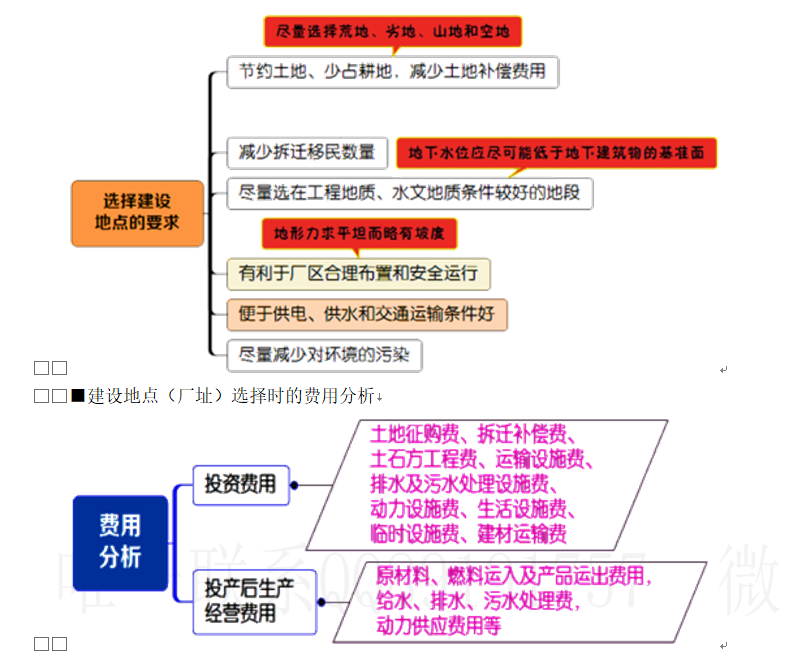 尽量选择荒地、劣地、山地和空地
节约土地、少占耕地，减少土地补偿费用
减少拆迁移民数量
地下水位应尽可能低于地下建筑物的基准面
选择建设
地点的要求
尽量选在工程地质、水文地质条件较好的地段
地形力求平坦而略有坡度
有利于厂区合理布置和安全运行
便于供电、供水和交通运输条件好
尽量减少对环境的污染
■建设地点（厂址）选择时的费用分析
费用
分析
投资费用
土地征购费、拆迁补偿费、
土石方工程费、运输设施费、
排水及污水处理设施费、
动力设施费、生活设施费、
临时设施费、建材运输费
投产后生产
经营费用
原材料、燃料运入及产品运出费用，
给水、排水、污水处理费，
动力供应费用等